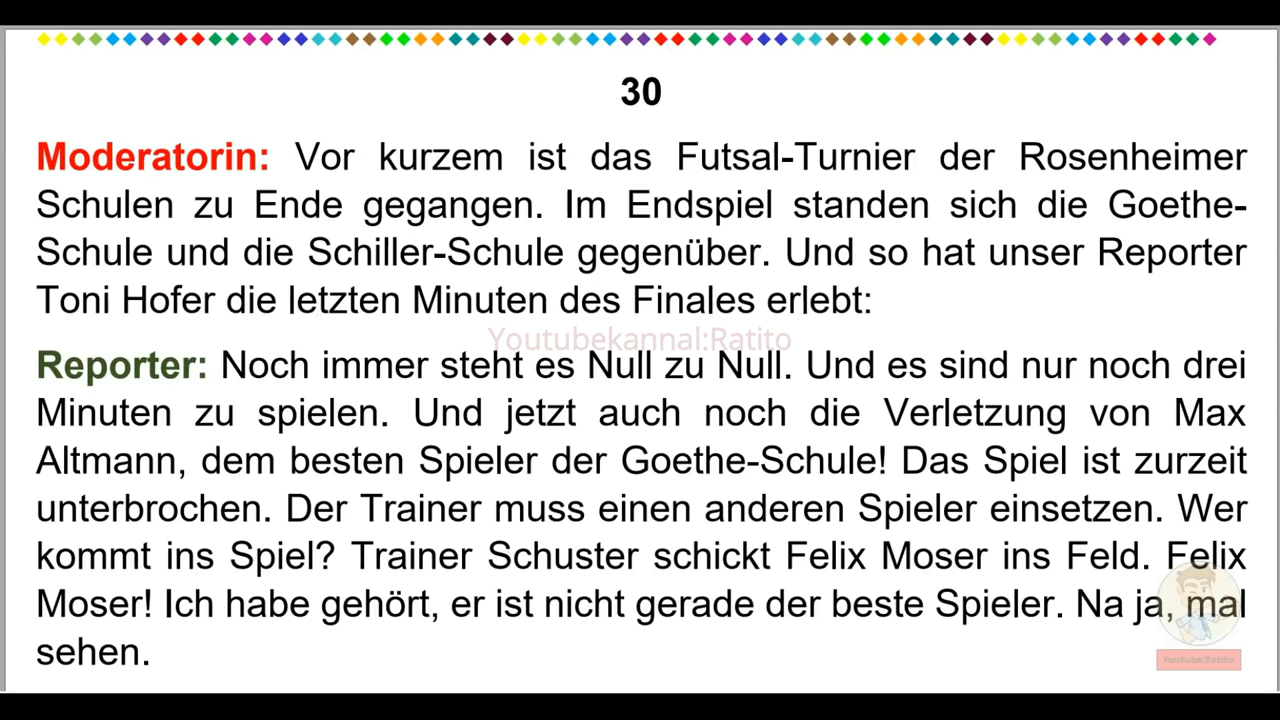 30
Moderatorin: Vor kurzem ist das Futsal-Turnier der Rosenheimer
Schulen zu Ende gegangen. Im Endspiel standen sich die Goethe-
Schule und die Schiller-Schule gegenüber. Und so hat unser Reporter
Toni Hofer die letzten Minuten des Finales erlebt:
Youtubekannal:Ratito
Reporter: Noch immer steht es Null zu Null. Und es sind nur noch drei
Minuten zu spielen. Und jetzt auch noch die Verletzung von Max
Altmann, dem besten Spieler der Goethe-Schule! Das Spiel ist zurzeit
unterbrochen. Der Trainer muss einen anderen Spieler einsetzen. Wer
kommt ins Spiel? Trainer Schuster schickt Felix Moser ins Feld. Felix
Moser! Ich habe gehört, er ist nicht gerade der beste Spieler. Na ja, mal
sehen.
Youtube:Ratito